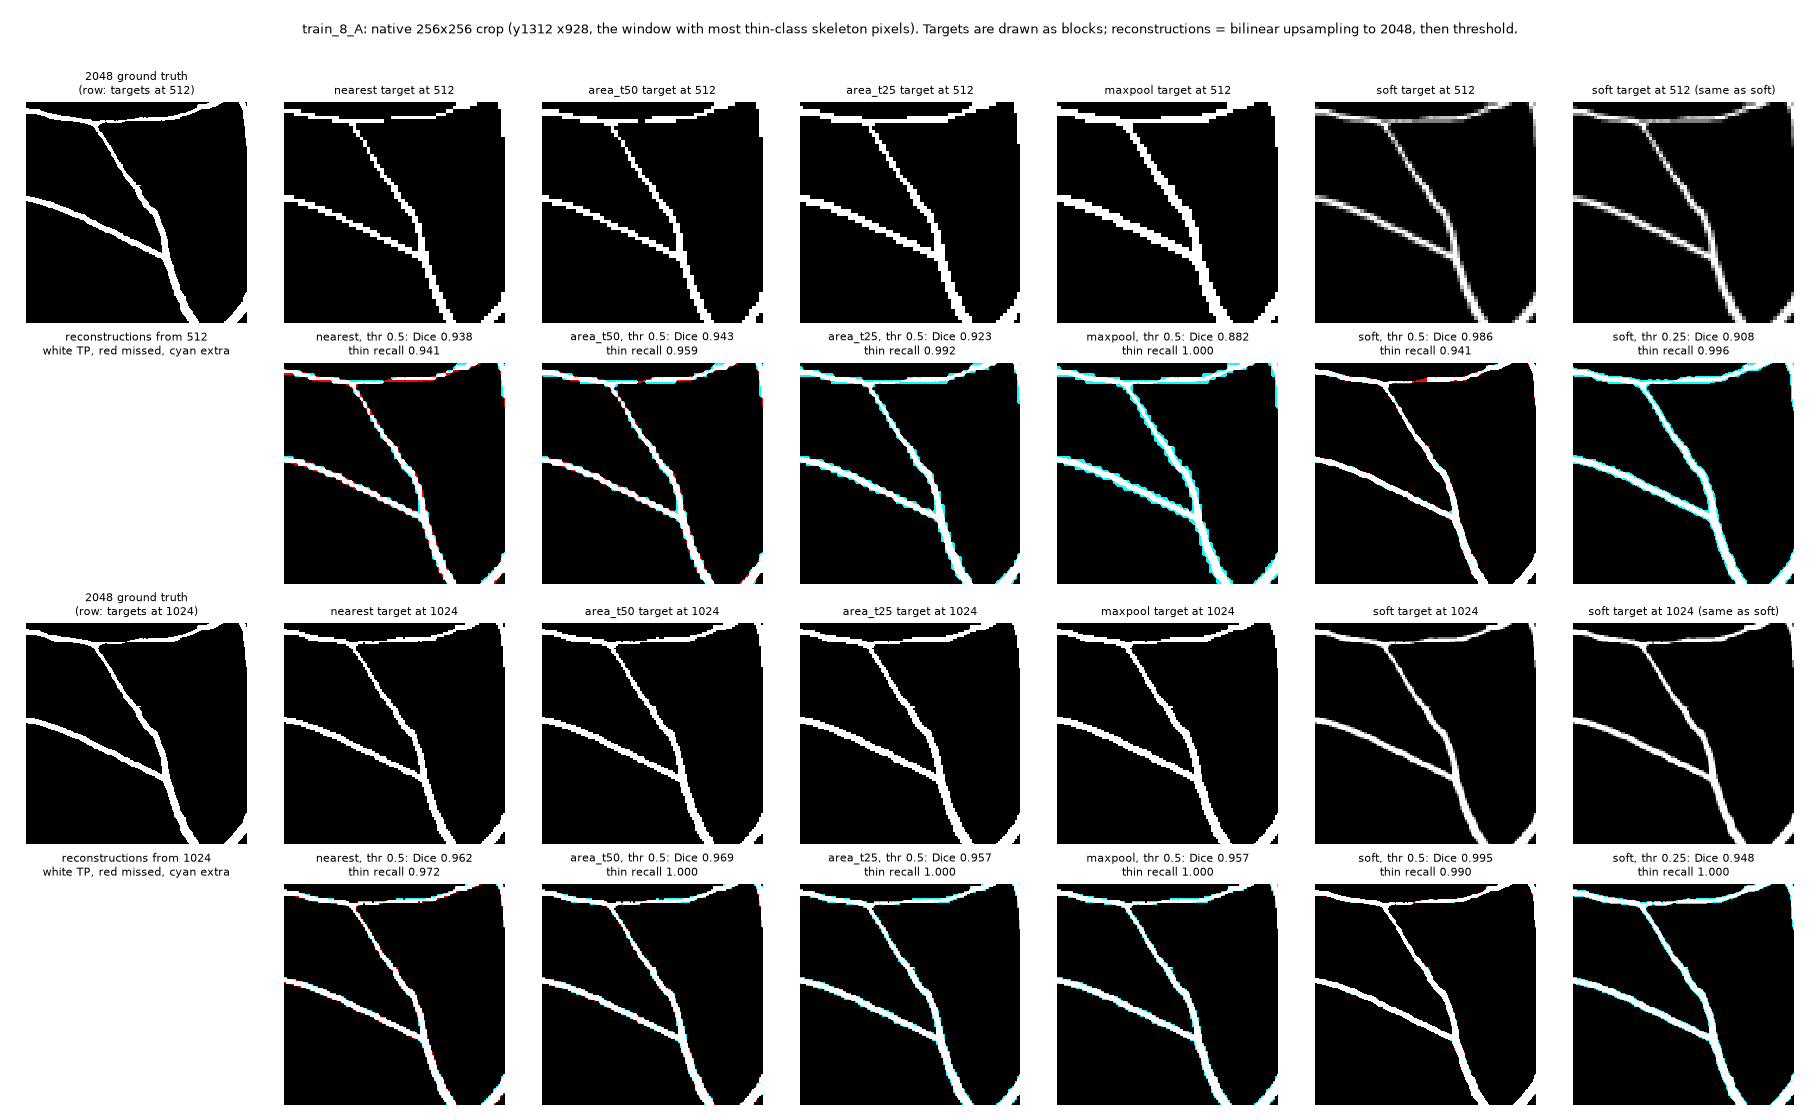 train_8_A: native 256x256 crop (y1312 x928, the window with most thin-class skeleton pixels). Targets are drawn as blocks; reconstructions = bilinear upsampling to 2048, then threshold.
2048 ground truth
(row: targets at 512)
nearest target at 512
area_t50 target at 512
area_t25 target at 512
maxpool target at 512
soft target at 512
soft target at 512 (same as soft)
reconstructions from 512
white TP, red missed, cyan extra
nearest, thr 0.5: Dice 0.938
thin recall 0.941
area_t50, thr 0.5: Dice 0.943
thin recall 0.959
area_t25, thr 0.5: Dice 0.923
thin recall 0.992
maxpool, thr 0.5: Dice 0.882
thin recall 1.000
soft, thr 0.5: Dice 0.986
thin recall 0.941
soft, thr 0.25: Dice 0.908
thin recall 0.996
2048 ground truth
(row: targets at 1024)
nearest target at 1024
area_t50 target at 1024
area_t25 target at 1024
maxpool target at 1024
soft target at 1024
soft target at 1024 (same as soft)
reconstructions from 1024
white TP, red missed, cyan extra
nearest, thr 0.5: Dice 0.962
thin recall 0.972
area_t50, thr 0.5: Dice 0.969
thin recall 1.000
area_t25, thr 0.5: Dice 0.957
thin recall 1.000
maxpool, thr 0.5: Dice 0.957
thin recall 1.000
soft, thr 0.5: Dice 0.995
thin recall 0.990
soft, thr 0.25: Dice 0.948
thin recall 1.000